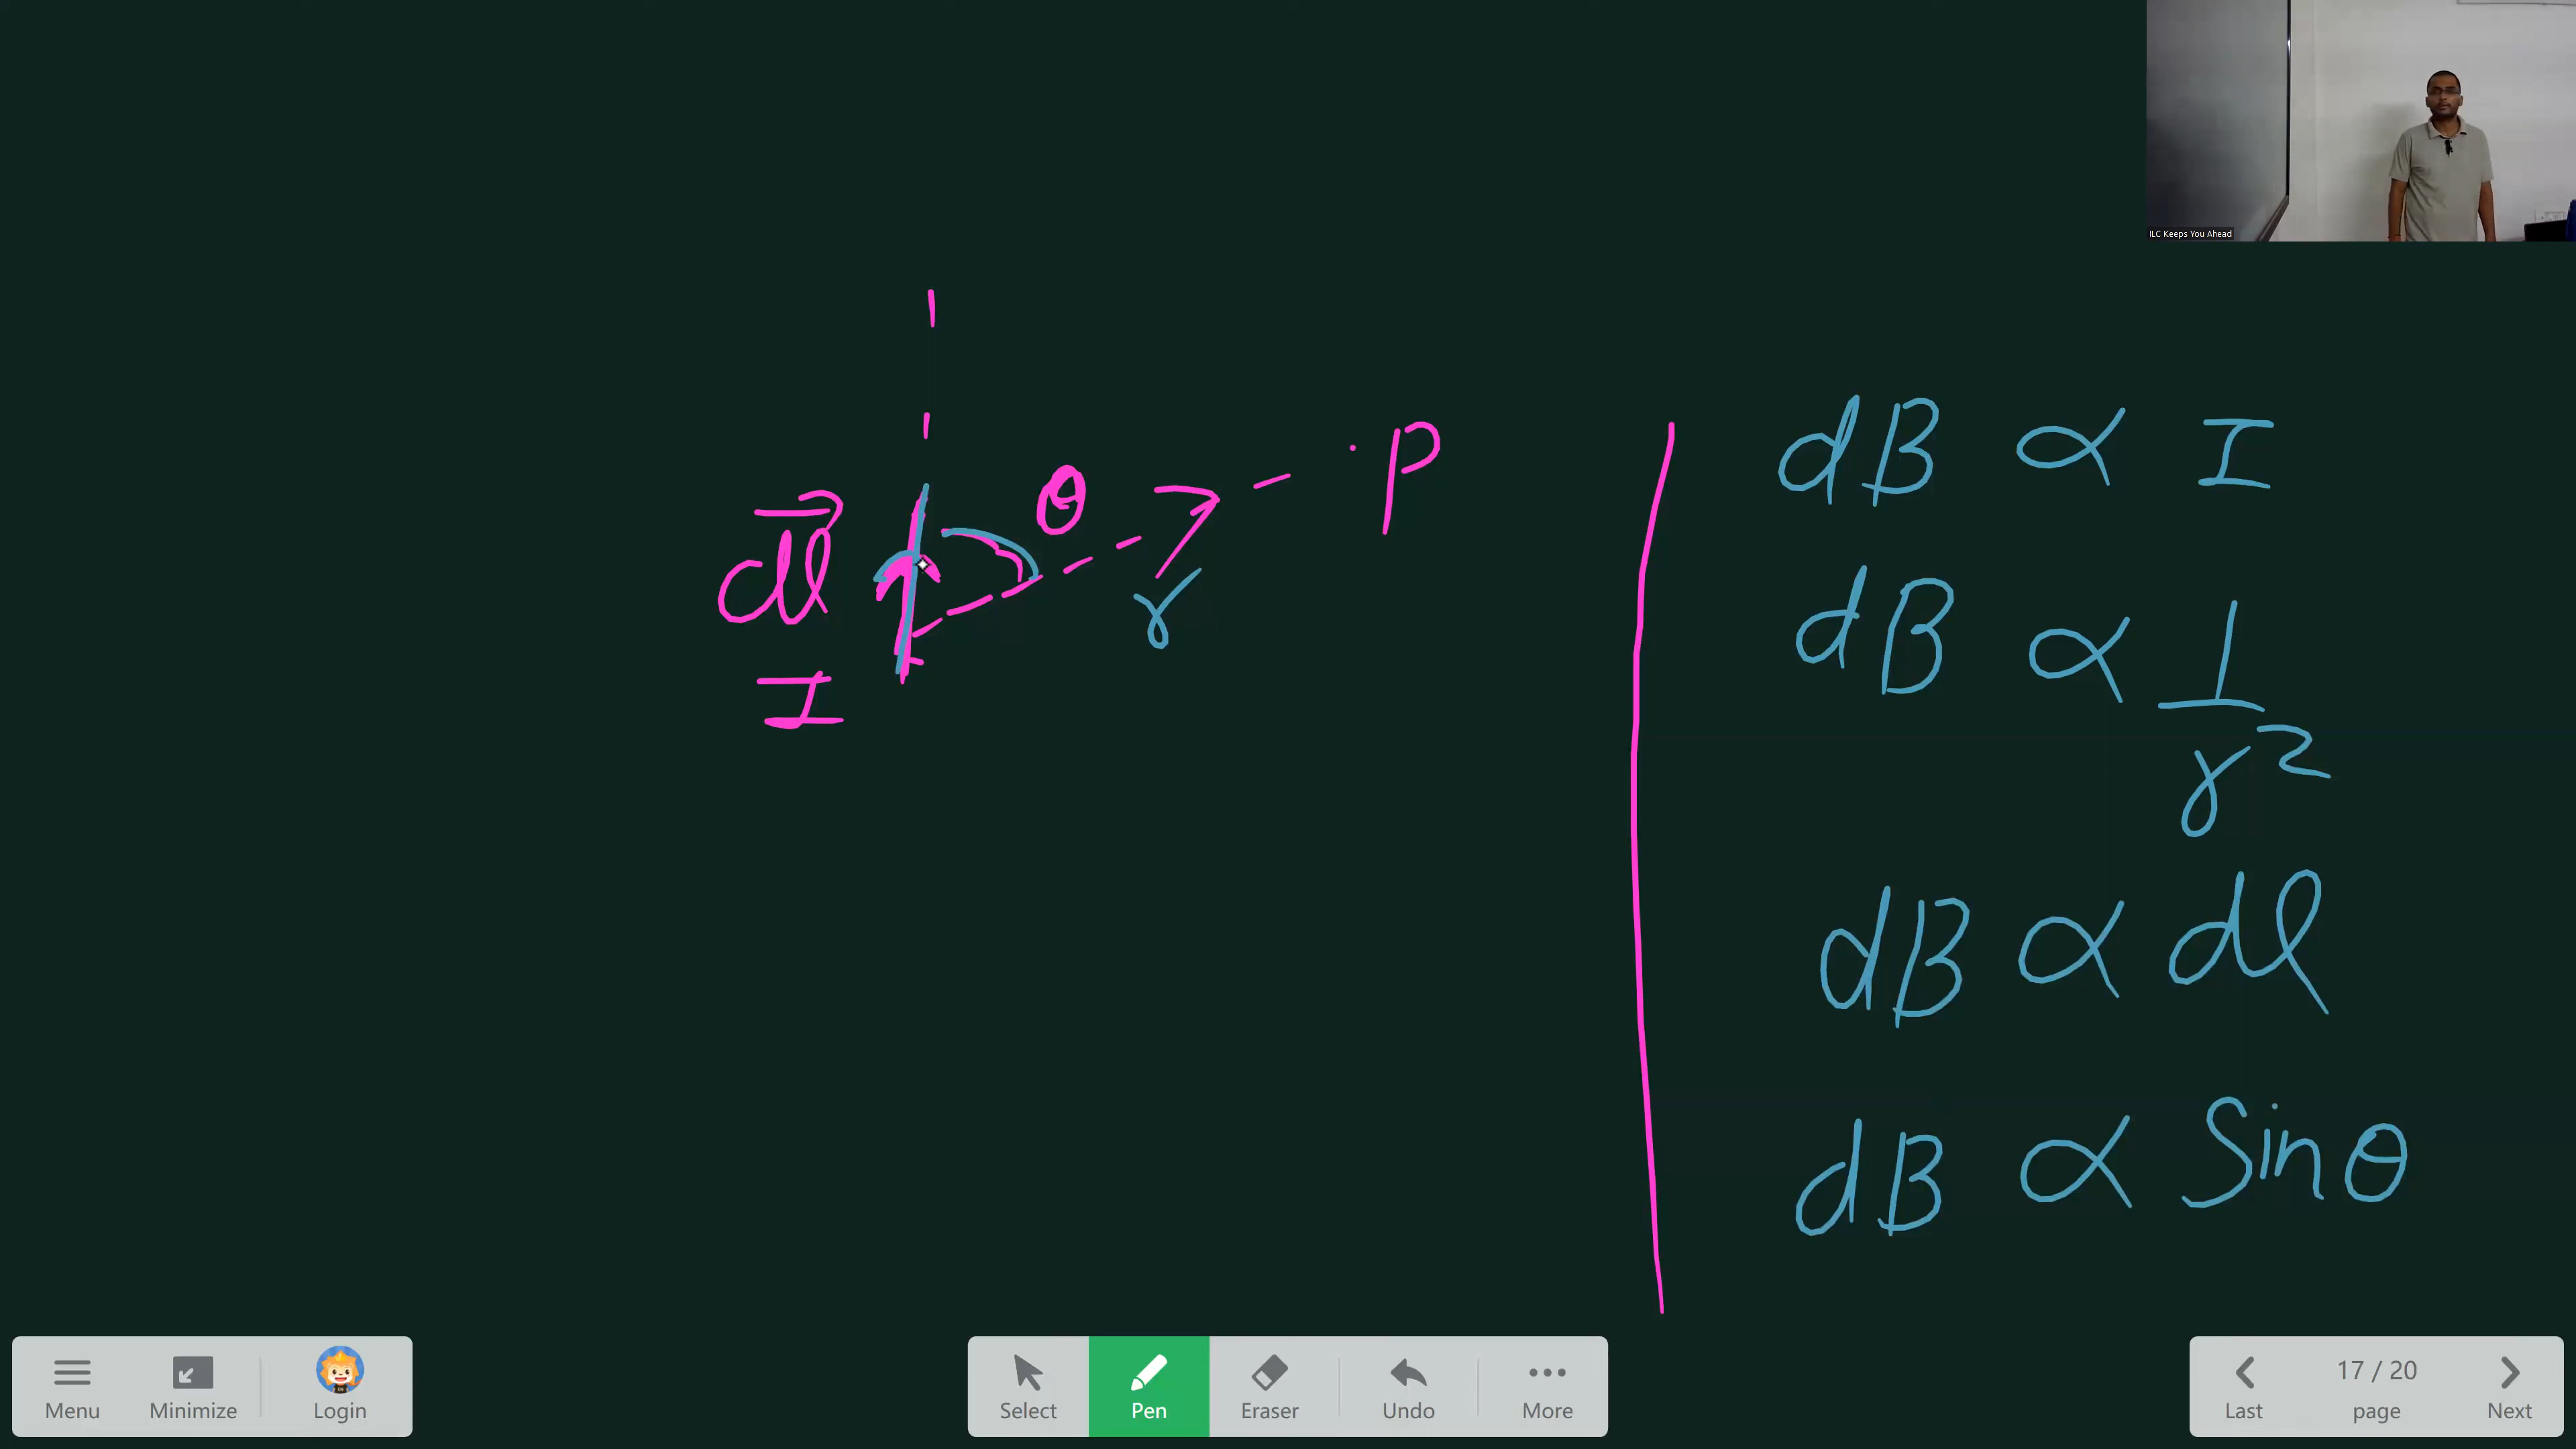 ILC Keeps You Ahead
dl
I
θ
r
P
dB ∝ I
dB ∝ 1/r²
dB ∝ dl
dB ∝ Sinθ
Menu
Minimize
Login
Select
Pen
Eraser
Undo
More
Last
17 / 20
page
Next